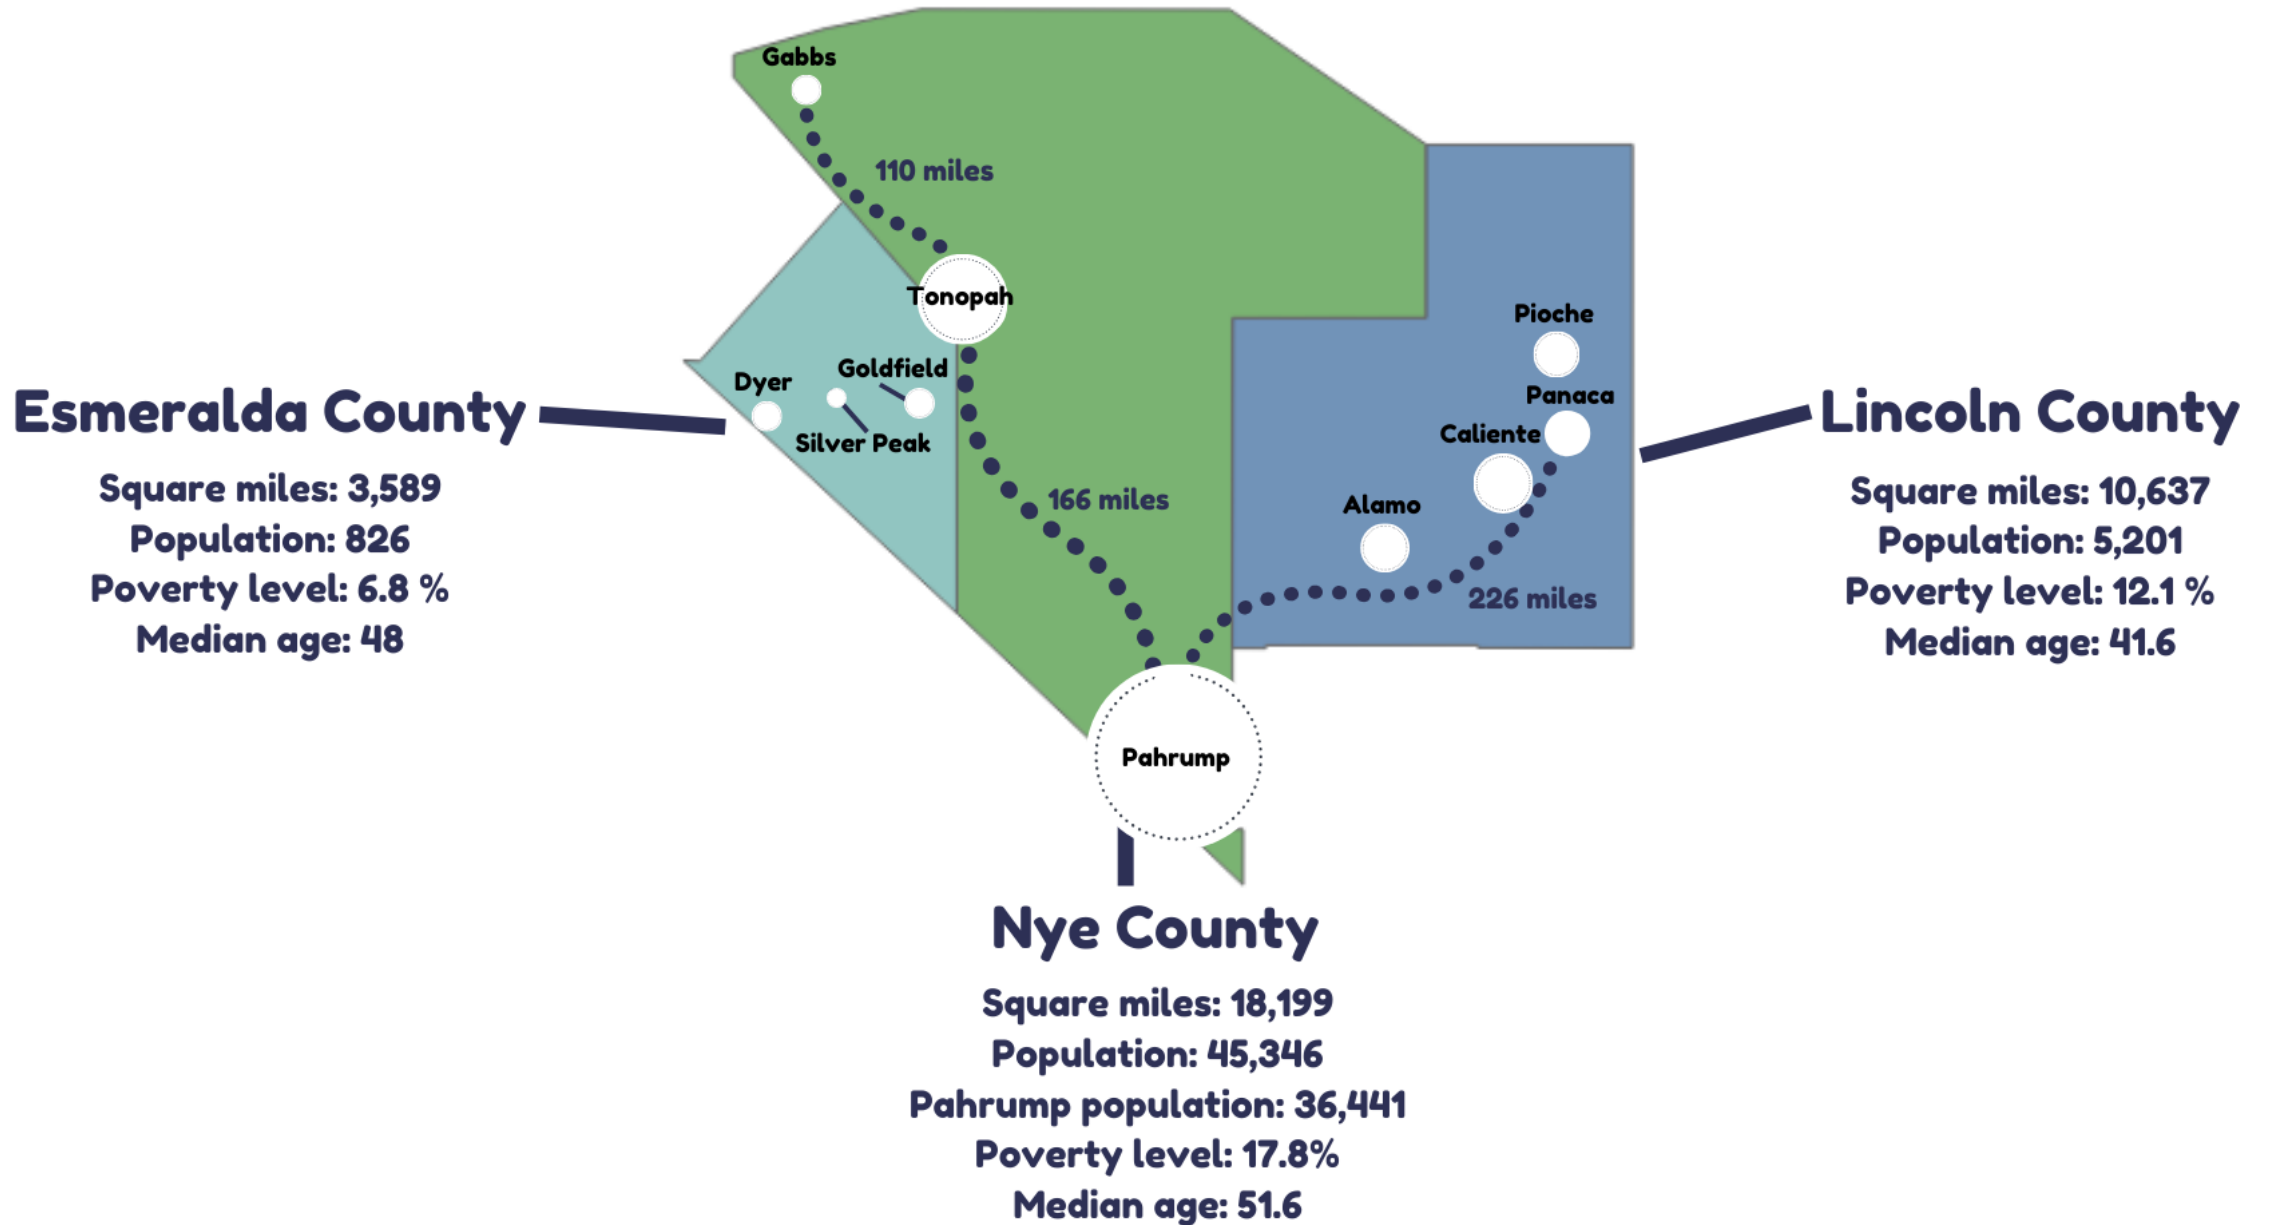 Gabbs
110 miles
Tonopah
Pioche
Goldfield
Dyer
Panaca
Esmeralda County
Lincoln County
Caliente
Silver Peak
Square miles: 3,589
Population: 826
Poverty level: 6.8 %
Median age: 48
166 miles
Alamo
226 miles
Square miles: 10,637
Population: 5,201
Poverty level: 12.1 %
Median age: 41.6
Pahrump
Nye County
Square miles: 18,199
Population: 45,346
Pahrump population: 36,441
Poverty level: 17.8%
Median age: 51.6